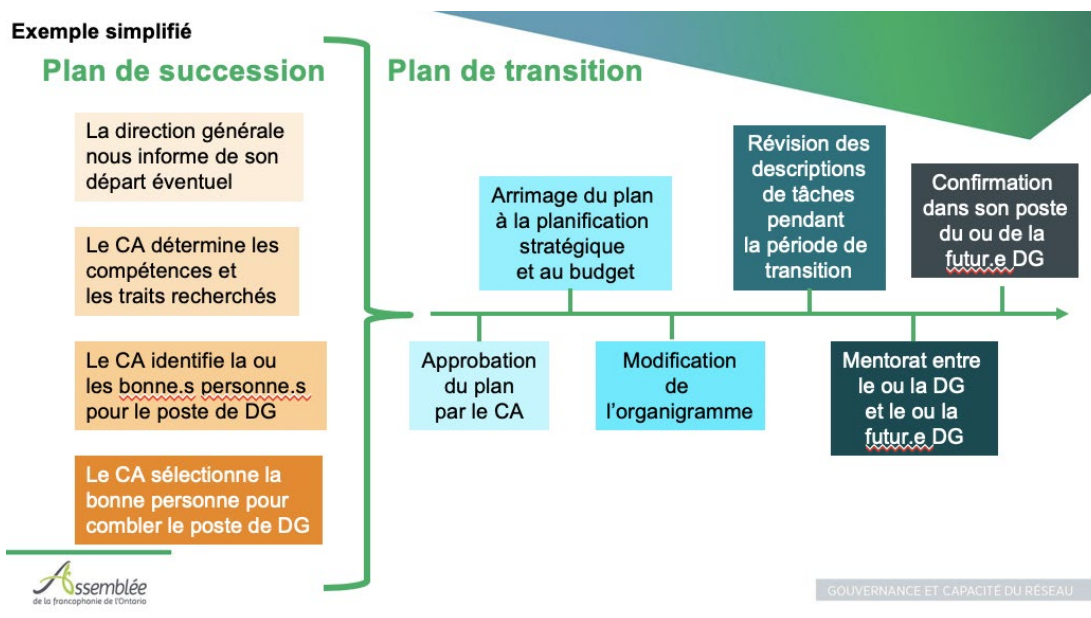 Exemple simplifié
Plan de succession
La direction générale
nous informe de son
départ éventuel
Le CA détermine les
compétences et
les traits recherchés
Le CA identifie la ou
les bonne.s personne.s
pour le poste de DG
Le CA sélectionne la
bonne personne pour
combler le poste de DG
Plan de transition
Approbation
du plan
par le CA
Arrimage du plan
à la planification
stratégique
et au budget
Modification
de
l'organigramme
Révision des
descriptions
de tâches
pendant
la période de
transition
Mentorat entre
le ou la DG
et le ou la
futur.e DG
Confirmation
dans son poste
du ou de la
futur.e DG
Assemblée
de la francophonie de l'Ontario
GOUVERNANCE ET CAPACITÉ DU RÉSEAU